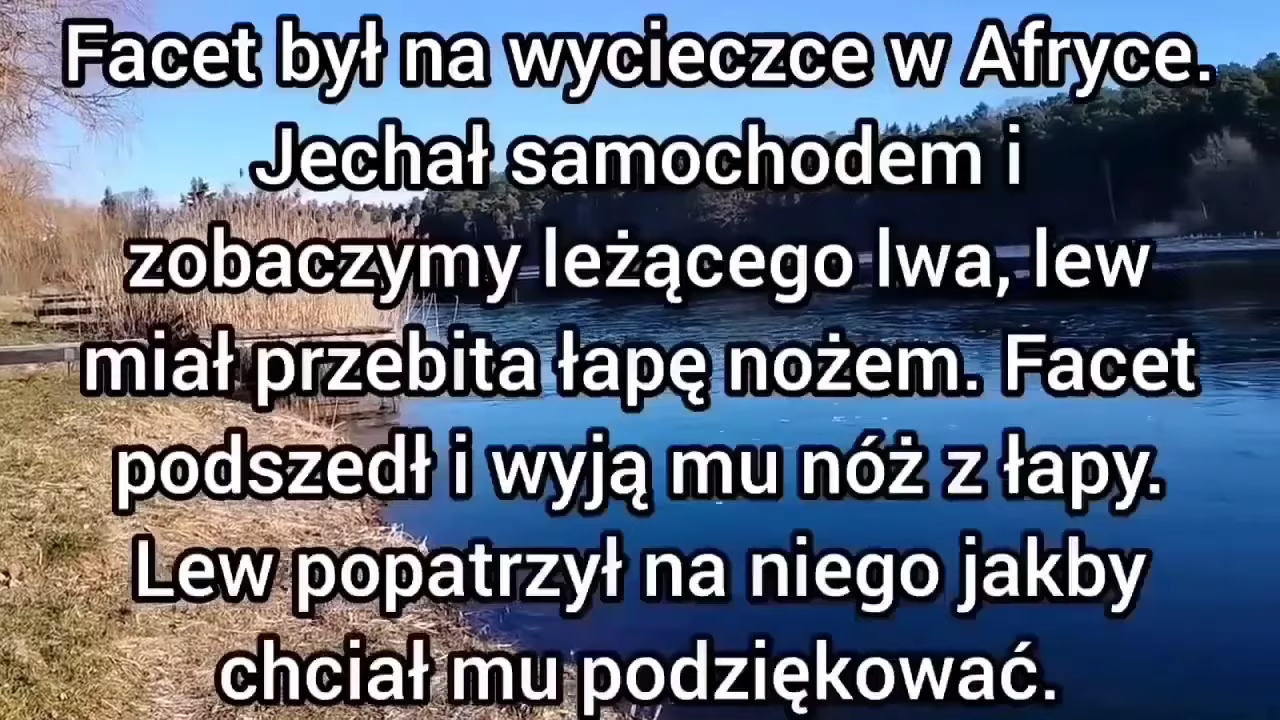 Facet był na wycieczce w Afryce.
Jechał samochodem i
zobaczymy leżącego lwa, lew
miał przebita łapę nożem. Facet
podszedł i wyją mu nóż z łapy.
Lew popatrzył na niego jakby
chciał mu podziękować.